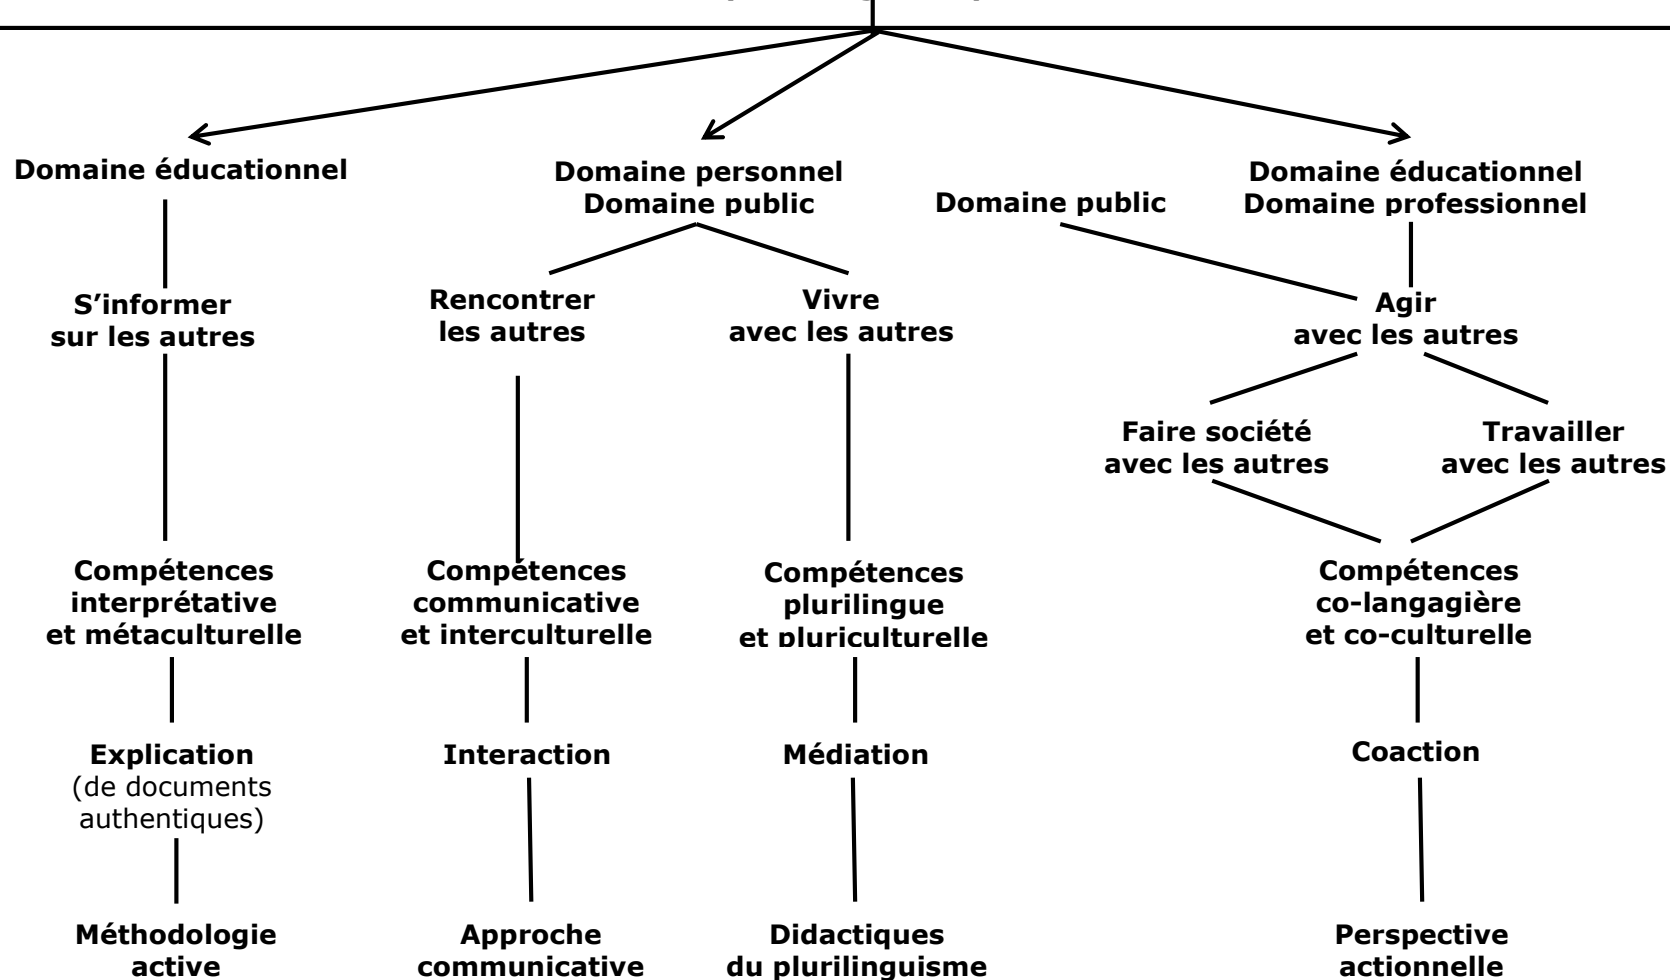 Domaine éducationnel
Domaine personnel
Domaine public
Domaine public
Domaine éducationnel
Domaine professionnel
S’informer
sur les autres
Rencontrer
les autres
Vivre
avec les autres
Agir
avec les autres
Faire société
avec les autres
Travailler
avec les autres
Compétences
interprétative
et métaculturelle
Compétences
communicative
et interculturelle
Compétences
plurilingue
et pluriculturelle
Compétences
co-langagière
et co-culturelle
Explication
(de documents
authentiques)
Interaction
Médiation
Coaction
Méthodologie
active
Approche
communicative
Didactiques
du plurilinguisme
Perspective
actionnelle